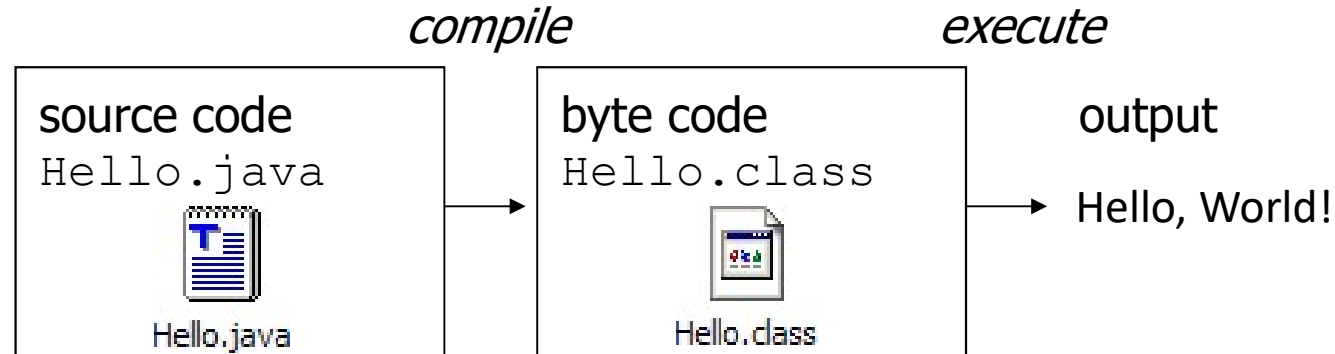 compile
execute
source code
Hello.java
Hello.java
byte code
Hello.class
Hello.class
output
Hello, World!